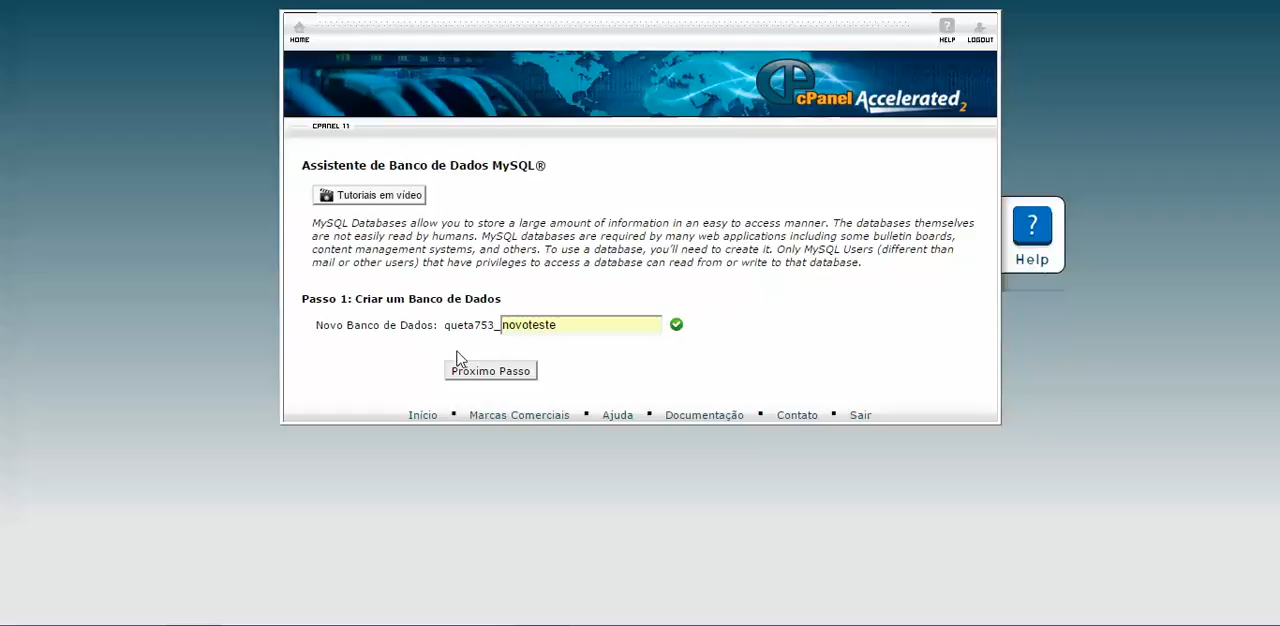 HOME
?
HELP
LOGOUT
cPanel Accelerated2
CPANEL 11
Assistente de Banco de Dados MySQL®
Tutoriais em vídeo
MySQL Databases allow you to store a large amount of information in an easy to access manner. The databases themselves
are not easily read by humans. MySQL databases are required by many web applications including some bulletin boards,
content management systems, and others. To use a database, you'll need to create it. Only MySQL Users (different than
mail or other users) that have privileges to access a database can read from or write to that database.
?
Help
Passo 1: Criar um Banco de Dados
Novo Banco de Dados: queta753_novoteste
Próximo Passo
Início ▪ Marcas Comerciais ▪ Ajuda ▪ Documentação ▪ Contato ▪ Sair